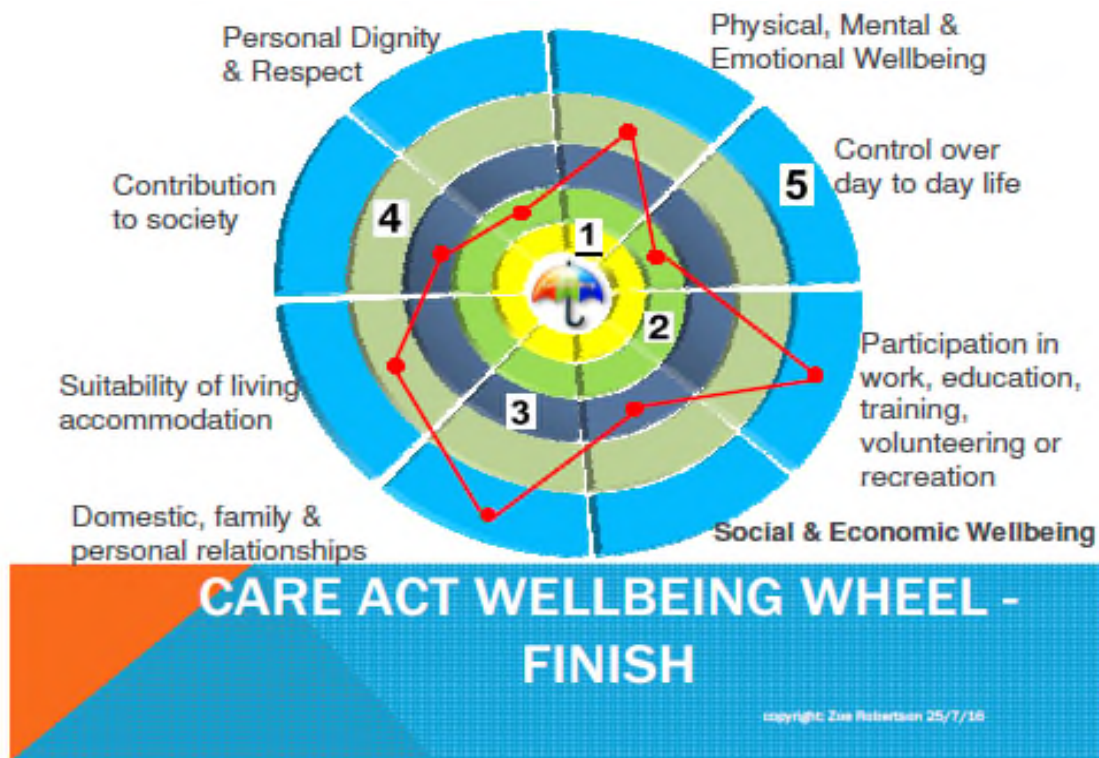 Personal Dignity
& Respect
Physical, Mental &
Emotional Wellbeing
Contribution
to society
4
1
5
Control over
day to day life
2
3
Suitability of living
accommodation
Participation in
work, education,
training,
volunteering or
recreation
Domestic, family &
personal relationships
Social & Economic Wellbeing
CARE ACT WELLBEING WHEEL -
FINISH
copyright: Zoe Robertson 25/7/16